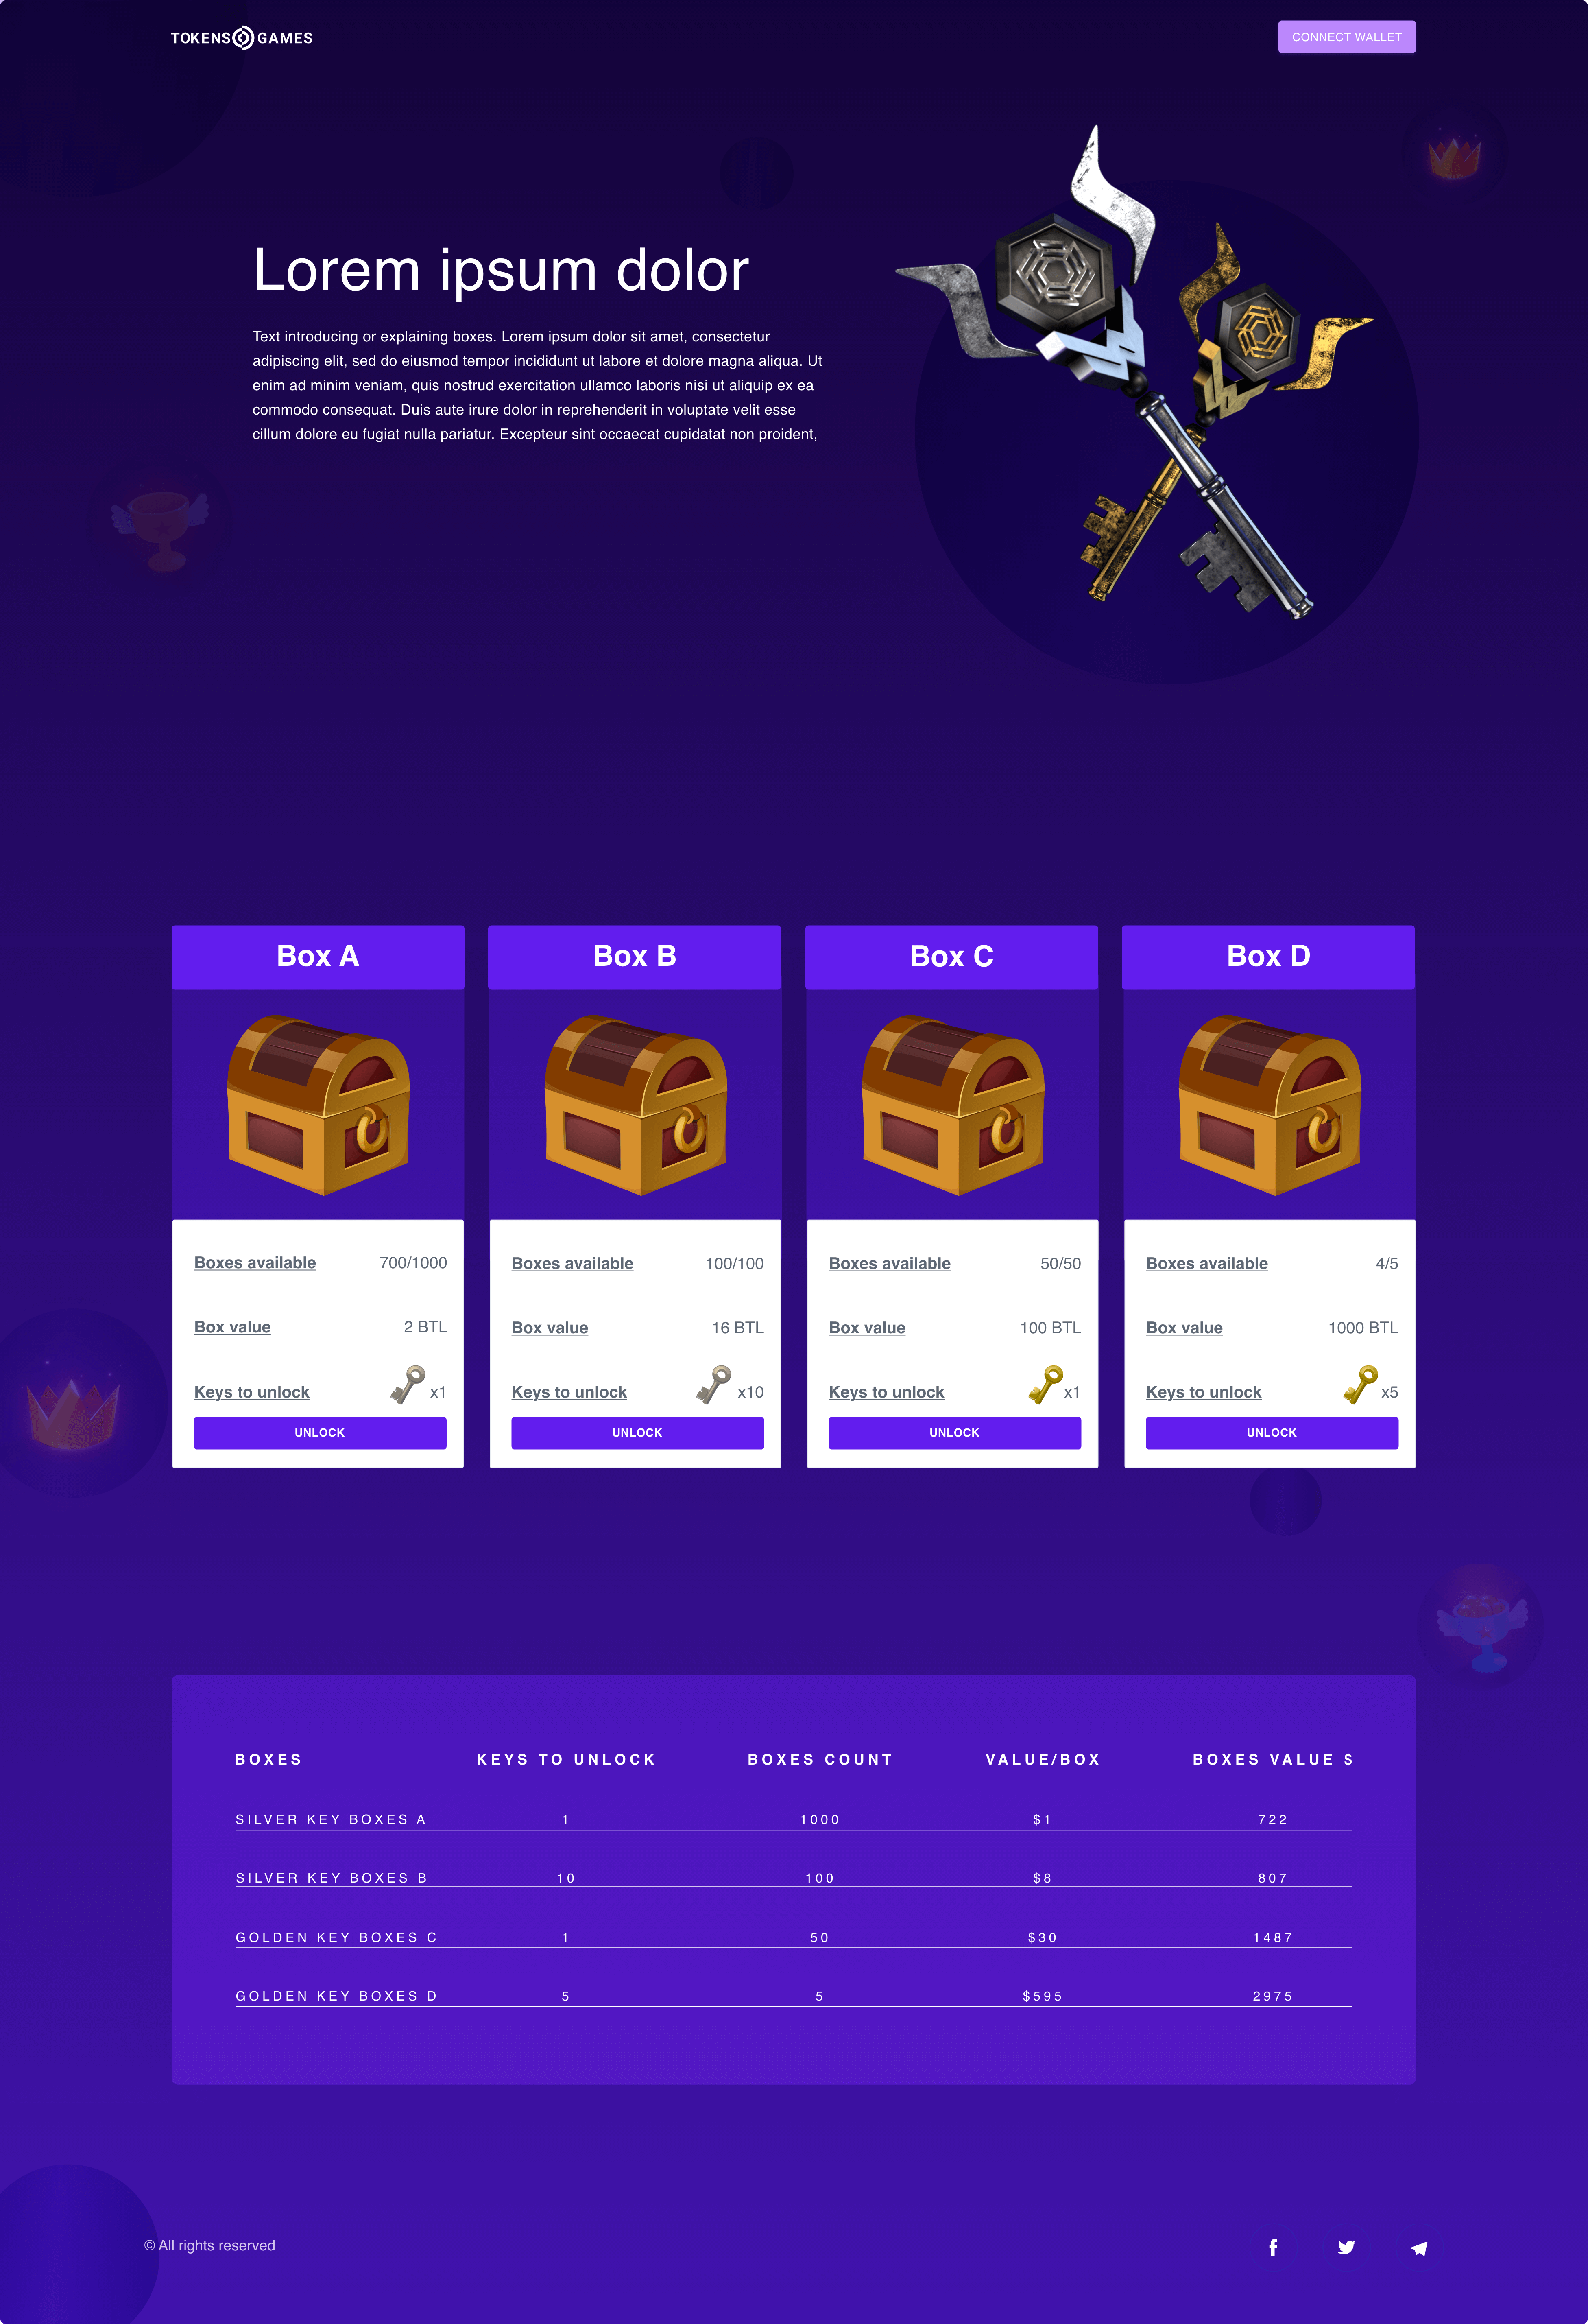 TOKENS GAMES
CONNECT WALLET
Lorem ipsum dolor
Text introducing or explaining boxes. Lorem ipsum dolor sit amet, consectetur
adipiscing elit, sed do eiusmod tempor incididunt ut labore et dolore magna aliqua. Ut
enim ad minim veniam, quis nostrud exercitation ullamco laboris nisi ut aliquip ex ea
commodo consequat. Duis aute irure dolor in reprehenderit in voluptate velit esse
cillum dolore eu fugiat nulla pariatur. Excepteur sint occaecat cupidatat non proident,
Box A
Boxes available 700/1000
Box value 2 BTL
Keys to unlock x1
UNLOCK
Box B
Boxes available 100/100
Box value 16 BTL
Keys to unlock x10
UNLOCK
Box C
Boxes available 50/50
Box value 100 BTL
Keys to unlock x1
UNLOCK
Box D
Boxes available 4/5
Box value 1000 BTL
Keys to unlock x5
UNLOCK
BOXES KEYS TO UNLOCK BOXES COUNT VALUE/BOX BOXES VALUE $
SILVER KEY BOXES A 1 1000 $1 722
SILVER KEY BOXES B 10 100 $8 807
GOLDEN KEY BOXES C 1 50 $30 1487
GOLDEN KEY BOXES D 5 5 $595 2975
© All rights reserved